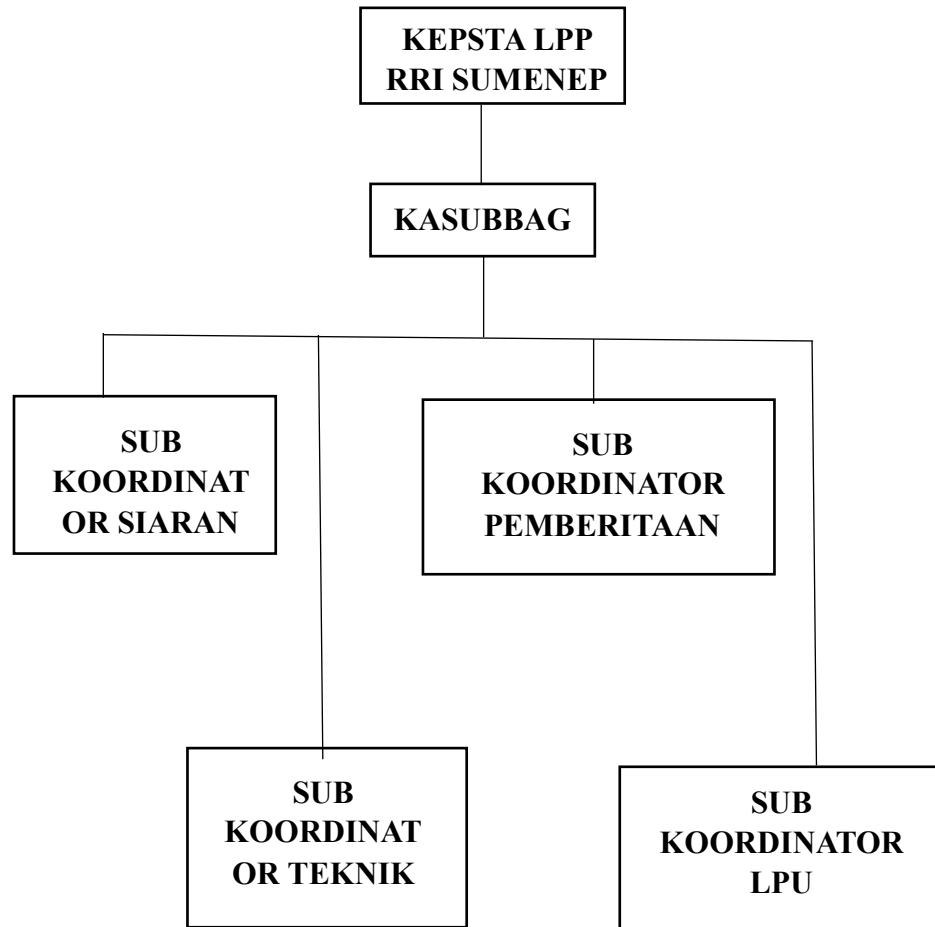 KEPSTA LPP
RRI SUMENEP
KASUBBAG
SUB
KOORDINAT
OR SIARAN
SUB
KOORDINATOR
PEMBERITAAN
SUB
KOORDINAT
OR TEKNIK
SUB
KOORDINATOR
LPU